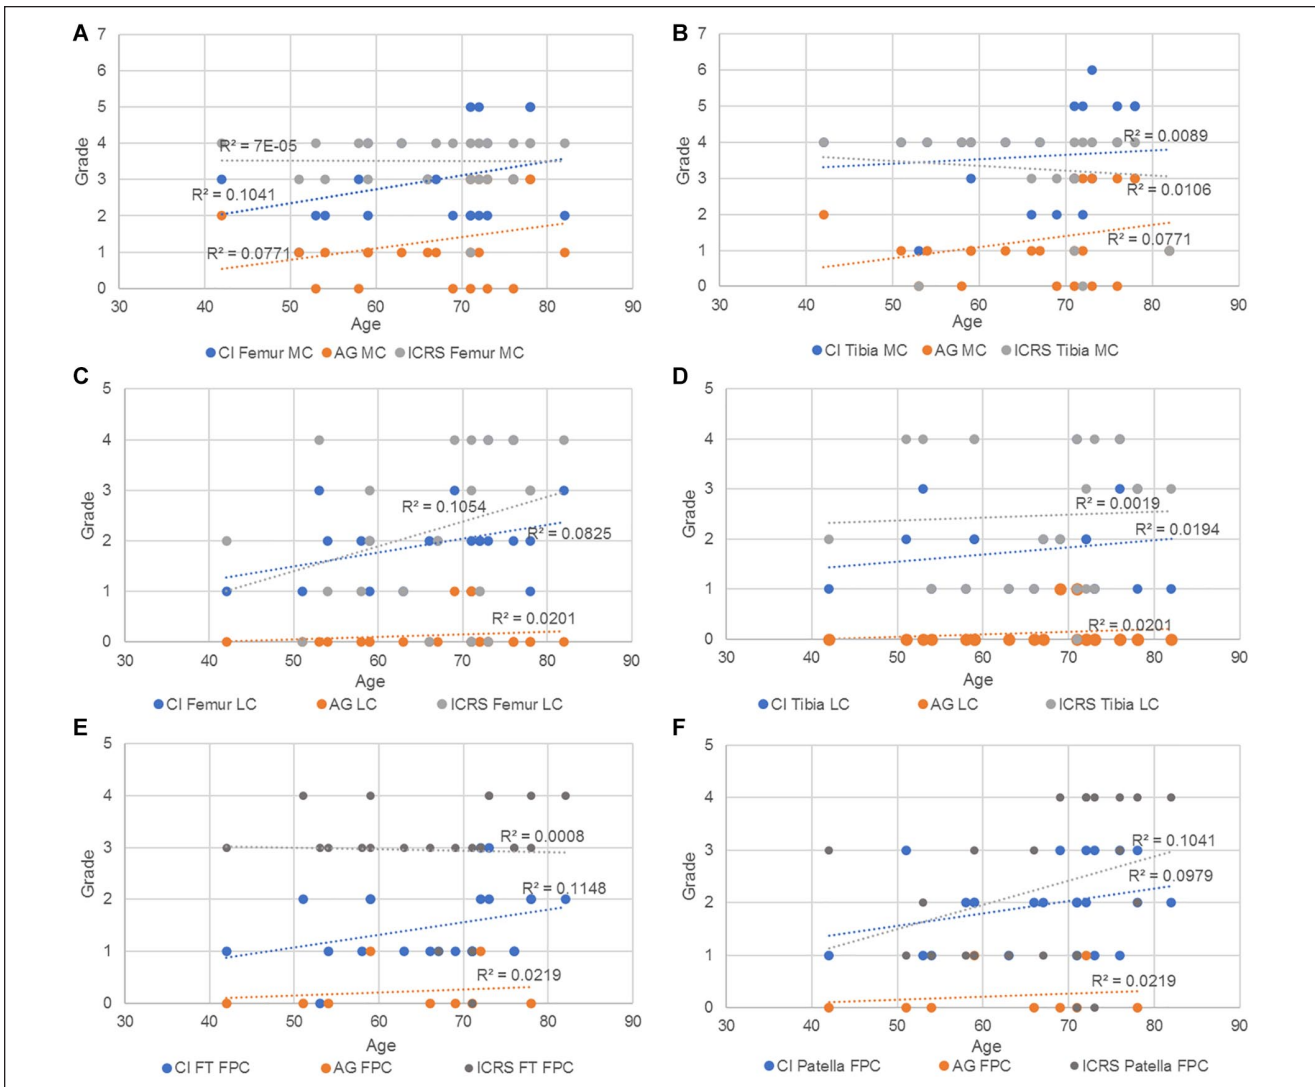 A
7
6
5
4
3
2
1
0
Grade
R² = 7E-05
R² = 0.1041
R² = 0.0771
30 40 50 60 70 80 90
Age
CI Femur MC AG MC ICRS Femur MC
B
7
6
5
4
3
2
1
0
Grade
R² = 0.0089
R² = 0.0106
R² = 0.0771
30 40 50 60 70 80 90
Age
CI Tibia MC AG MC ICRS Tibia MC
C
5
4
3
2
1
0
Grade
R² = 0.1054
R² = 0.0825
R² = 0.0201
30 40 50 60 70 80 90
Age
CI Femur LC AG LC ICRS Femur LC
D
5
4
3
2
1
0
Grade
R² = 0.0019
R² = 0.0194
R² = 0.0201
30 40 50 60 70 80 90
Age
CI Tibia LC AG LC ICRS Tibia LC
E
5
4
3
2
1
0
Grade
R² = 0.0008
R² = 0.1148
R² = 0.0219
30 40 50 60 70 80 90
Age
CI FT FPC AG FPC ICRS FT FPC
F
5
4
3
2
1
0
Grade
R² = 0.1041
R² = 0.0979
R² = 0.0219
30 40 50 60 70 80 90
Age
CI Patella FPC AG FPC ICRS Patella FPC